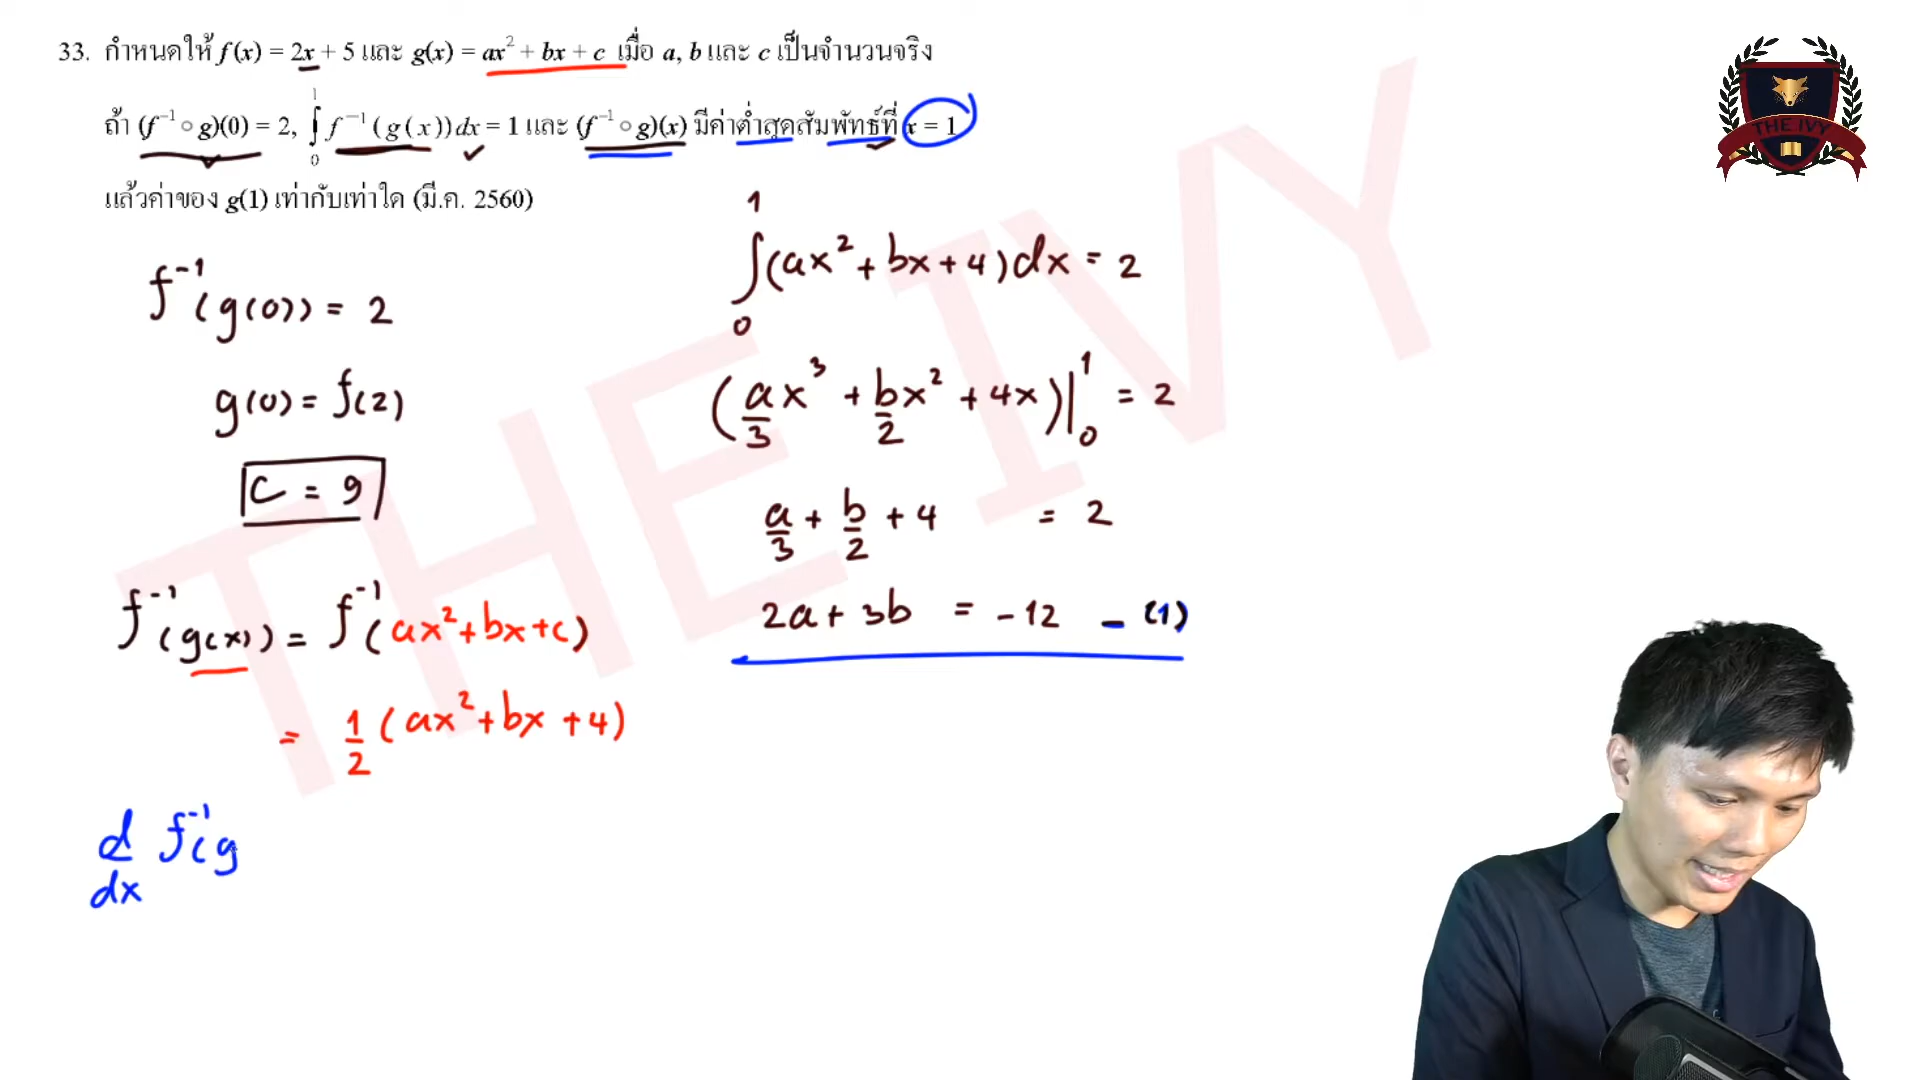 33. กำหนดให้ f(x) = 2x + 5 และ g(x) = ax² + bx + c เมื่อ a, b และ c เป็นจำนวนจริง
ถ้า (f⁻¹ ∘ g)(0) = 2, ∫₀¹ f⁻¹(g(x))dx = 1 และ (f⁻¹ ∘ g)(x) มีค่าต่ำสุดสัมพัทธ์ที่ x = 1
แล้วค่าของ g(1) เท่ากับเท่าใด (มี.ค. 2560)
THE IVY
f⁻¹(g(0)) = 2
g(0) = f(2)
c = 9
f⁻¹(g(x)) = f⁻¹(ax²+bx+c)
= 1/2 (ax²+bx+4)
d/dx f⁻¹(g
∫₀¹ (ax²+bx+4)dx = 2
(a/3 x³ + b/2 x² + 4x)|₀¹ = 2
a/3 + b/2 + 4 = 2
2a + 3b = -12 – (1)
THE IVY